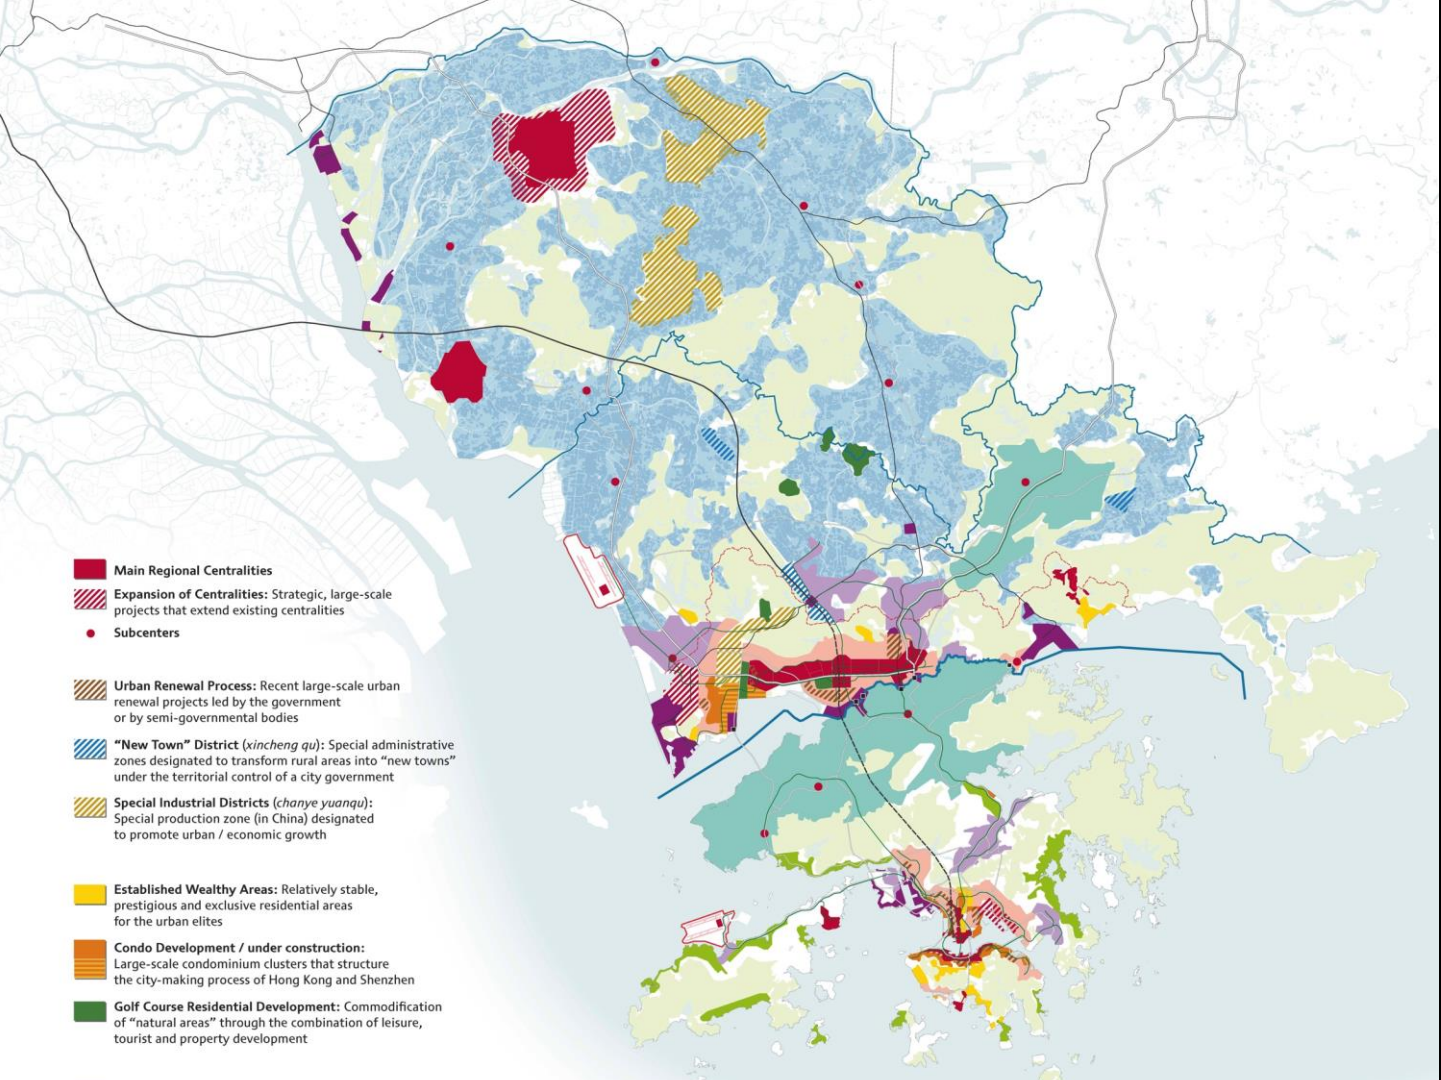 Main Regional Centralities
Expansion of Centralities: Strategic, large-scale
projects that extend existing centralities
Subcenters
Urban Renewal Process: Recent large-scale urban
renewal projects led by the government
or by semi-governmental bodies
“New Town” District (xincheng qu): Special administrative
zones designated to transform rural areas into “new towns”
under the territorial control of a city government
Special Industrial Districts (chanye yuanqu):
Special production zone (in China) designated
to promote urban / economic growth
Established Wealthy Areas: Relatively stable,
prestigious and exclusive residential areas
for the urban elites
Condo Development / under construction:
Large-scale condominium clusters that structure
the city-making process of Hong Kong and Shenzhen
Golf Course Residential Development: Commodification
of “natural areas” through the combination of leisure,
tourist and property development